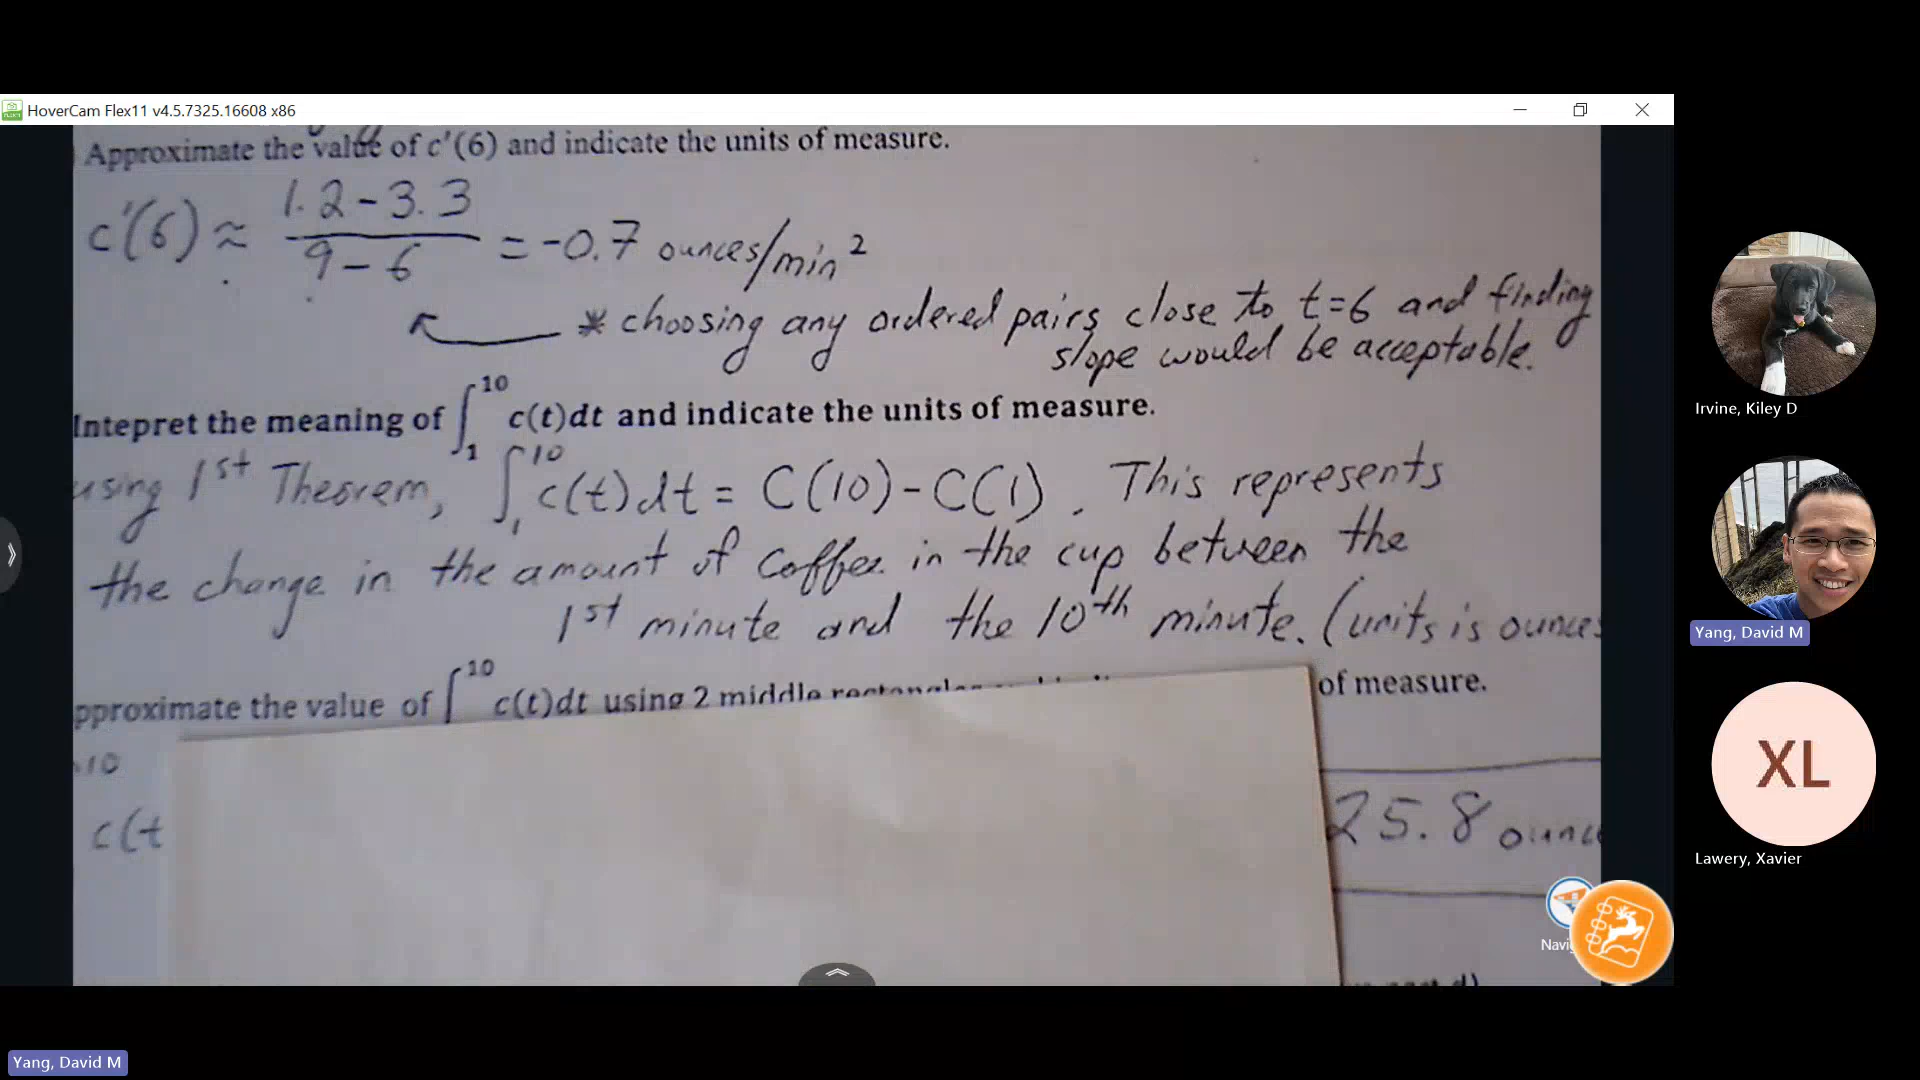 HoverCam Flex11 v4.5.7325.16608 x86
Approximate the value of c'(6) and indicate the units of measure.
c'(6) ≈ (1.2 - 3.3)/(9 - 6) = -0.7 ounces/min²
* choosing any ordered pairs close to t=6 and finding
slope would be acceptable.
Intepret the meaning of ∫₁¹⁰ c(t)dt and indicate the units of measure.
using 1st Theorem, ∫₁¹⁰ c(t)dt = C(10) - C(1). This represents
the change in the amount of coffee in the cup between the
1st minute and the 10th minute. (units is ounces
pproximate the value of ∫¹⁰ c(t)dt using 2 middle of measure.
10
c(t 25.8 ounc
Irvine, Kiley D
Yang, David M
XL
Lawery, Xavier
Navi
Yang, David M